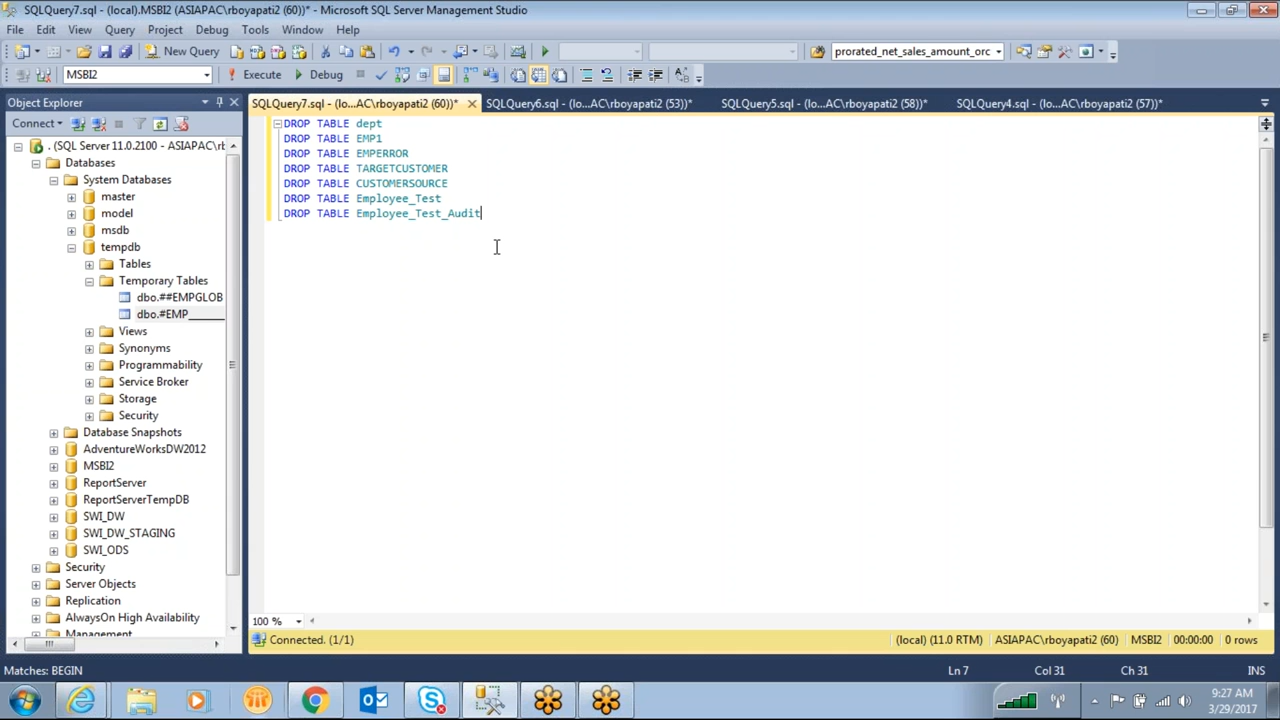 SQLQuery7.sql - (local).MSBI2 (ASIAPAC\rboyapati2 (60))* - Microsoft SQL Server Management Studio
File Edit View Query Project Debug Tools Window Help
New Query prorated_net_sales_amount_orc
MSBI2 Execute Debug
Object Explorer
SQLQuery7.sql - (lo...AC\rboyapati2 (60))* SQLQuery6.sql - (lo...AC\rboyapati2 (53))* SQLQuery5.sql - (lo...AC\rboyapati2 (58))* SQLQuery4.sql - (lo...AC\rboyapati2 (57))*
Connect
. (SQL Server 11.0.2100 - ASIAPAC\rt
Databases
System Databases
master
model
msdb
tempdb
Tables
Temporary Tables
dbo.##EMPGLOB
dbo.#EMP______
Views
Synonyms
Programmability
Service Broker
Storage
Security
Database Snapshots
AdventureWorksDW2012
MSBI2
ReportServer
ReportServerTempDB
SWI_DW
SWI_DW_STAGING
SWI_ODS
Security
Server Objects
Replication
AlwaysOn High Availability
Management
DROP TABLE dept
DROP TABLE EMP1
DROP TABLE EMPERROR
DROP TABLE TARGETCUSTOMER
DROP TABLE CUSTOMERSOURCE
DROP TABLE Employee_Test
DROP TABLE Employee_Test_Audit
100 %
Connected. (1/1) (local) (11.0 RTM) ASIAPAC\rboyapati2 (60) MSBI2 00:00:00 0 rows
Matches: BEGIN Ln 7 Col 31 Ch 31 INS
9:27 AM
3/29/2017